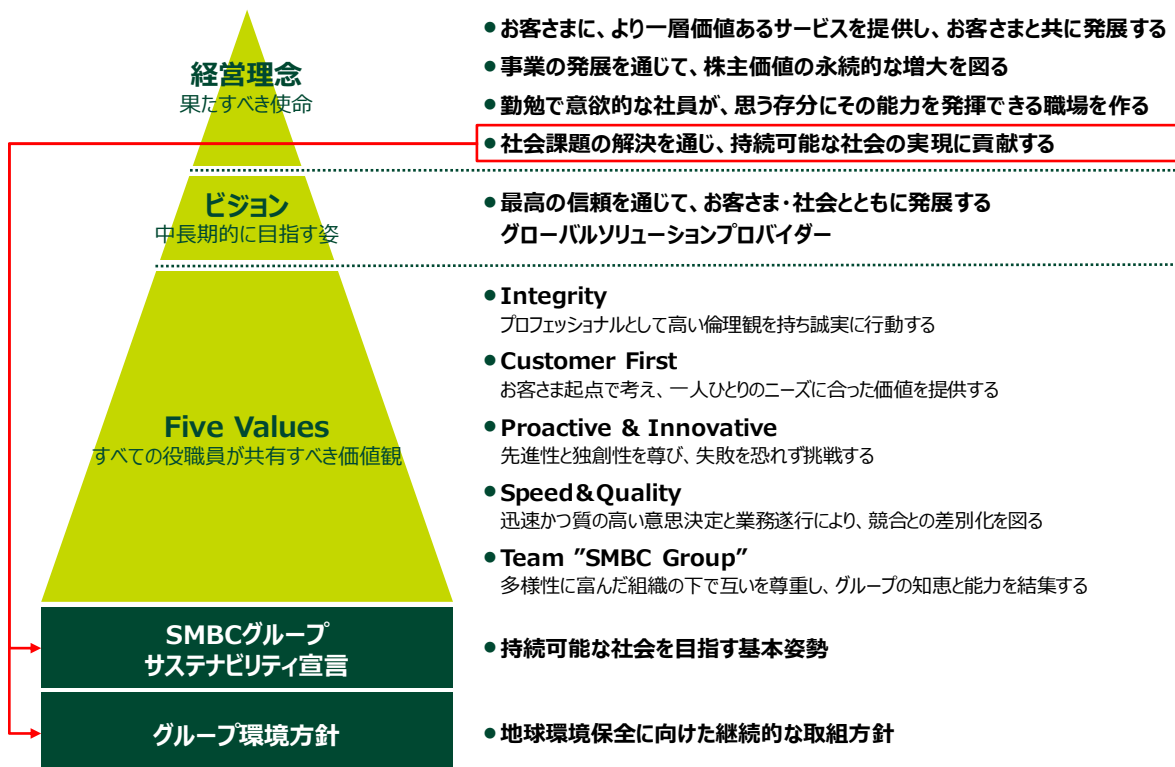 経営理念
果たすべき使命
●お客さまに、より一層価値あるサービスを提供し、お客さまと共に発展する
●事業の発展を通じて、株主価値の永続的な増大を図る
●勤勉で意欲的な社員が、思う存分にその能力を発揮できる職場を作る
●社会課題の解決を通じ、持続可能な社会の実現に貢献する
ビジョン
中長期的に目指す姿
●最高の信頼を通じて、お客さま・社会とともに発展する
グローバルソリューションプロバイダー
Five Values
すべての役職員が共有すべき価値観
●Integrity
プロフェッショナルとして高い倫理観を持ち誠実に行動する
●Customer First
お客さま起点で考え、一人ひとりのニーズに合った価値を提供する
●Proactive & Innovative
先進性と独創性を尊び、失敗を恐れず挑戦する
●Speed&Quality
迅速かつ質の高い意思決定と業務遂行により、競合との差別化を図る
●Team ”SMBC Group”
多様性に富んだ組織の下で互いを尊重し、グループの知恵と能力を結集する
SMBCグループ
サステナビリティ宣言
●持続可能な社会を目指す基本姿勢
グループ環境方針
●地球環境保全に向けた継続的な取組方針